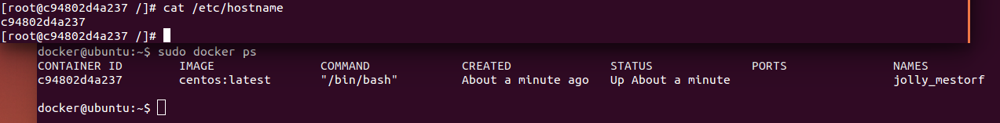 [root@c94802d4a237 /]# cat /etc/hostname
c94802d4a237
[root@c94802d4a237 /]#
docker@ubuntu:~$ sudo docker ps
CONTAINER ID        IMAGE               COMMAND             CREATED              STATUS              PORTS               NAMES
c94802d4a237        centos:latest       "/bin/bash"         About a minute ago   Up About a minute                       jolly_mestorf
docker@ubuntu:~$